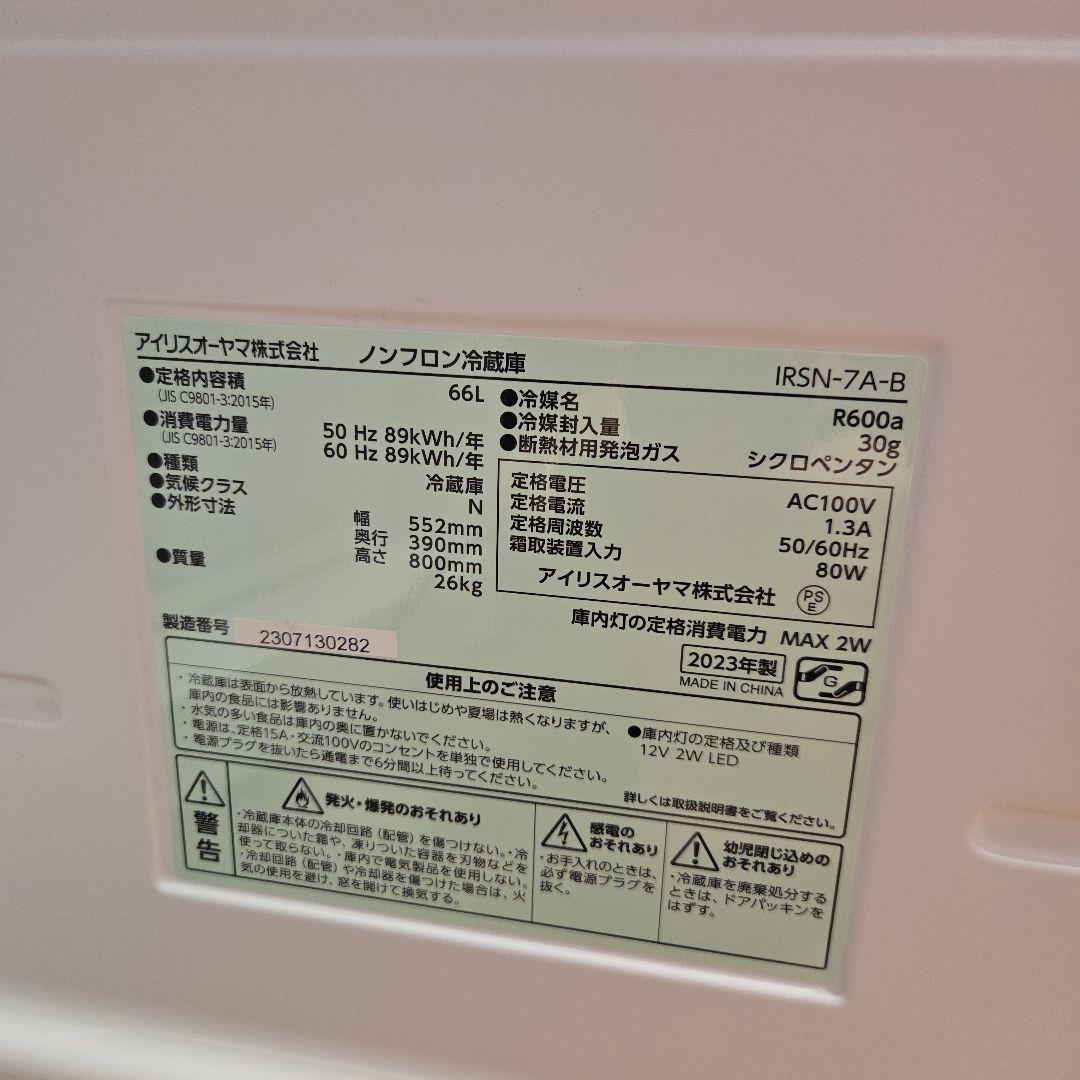 アイリスオーヤマ株式会社 ノンフロン冷蔵庫 IRSN-7A-B
●定格内容積 66L
(JIS C9801-3:2015年)
●消費電力量 50 Hz 89kWh/年
(JIS C9801-3:2015年) 60 Hz 89kWh/年
●種類 冷蔵庫
●気候クラス N
●外形寸法 幅 552mm
奥行 390mm
高さ 800mm
●質量 26kg
●冷媒名 R600a
●冷媒封入量 30g
●断熱材用発泡ガス シクロペンタン
定格電圧 AC100V
定格電流 1.3A
定格周波数 50/60Hz
霜取装置入力 80W
アイリスオーヤマ株式会社 PSE
庫内灯の定格消費電力 MAX 2W
製造番号 2307130282
2023年製
MADE IN CHINA
G
使用上のご注意
・冷蔵庫は表面から放熱しています。使いはじめや夏場は熱くなりますが、
庫内の食品には影響ありません。
・水気の多い食品は庫内の奥に置かないでください。
・電源は、定格15A・交流100Vのコンセントを単独で使用してください。
・電源プラグを抜いたら通電まで6分間以上待ってください。
●庫内灯の定格及び種類
12V 2W LED
詳しくは取扱説明書をご覧ください。
警告
発火・爆発のおそれあり
・冷蔵庫本体の冷却回路（配管）を傷つけない。・冷
却器についた霜や、凍りついた容器を刃物などを
使って取らない。・庫内で電気製品を使用しない。
・冷却回路（配管）や冷却器を傷つけた場合は、火
気の使用を避け、窓を開けて換気する。
感電の
おそれあり
・お手入れのときは、
必ず電源プラグを
抜く。
幼児閉じ込めの
おそれあり
・冷蔵庫を廃棄処分する
ときは、ドアパッキンを
はずす。